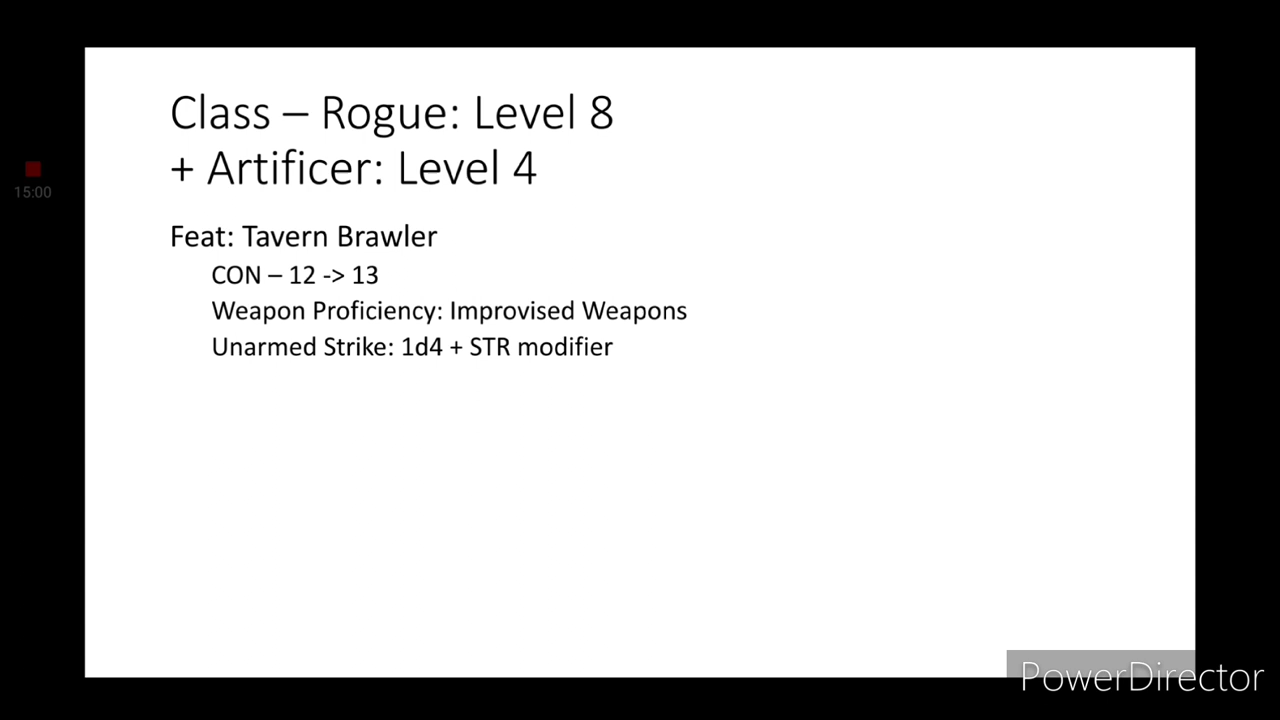 Class – Rogue: Level 8
+ Artificer: Level 4
15:00
Feat: Tavern Brawler
CON – 12 -> 13
Weapon Proficiency: Improvised Weapons
Unarmed Strike: 1d4 + STR modifier
PowerDirector